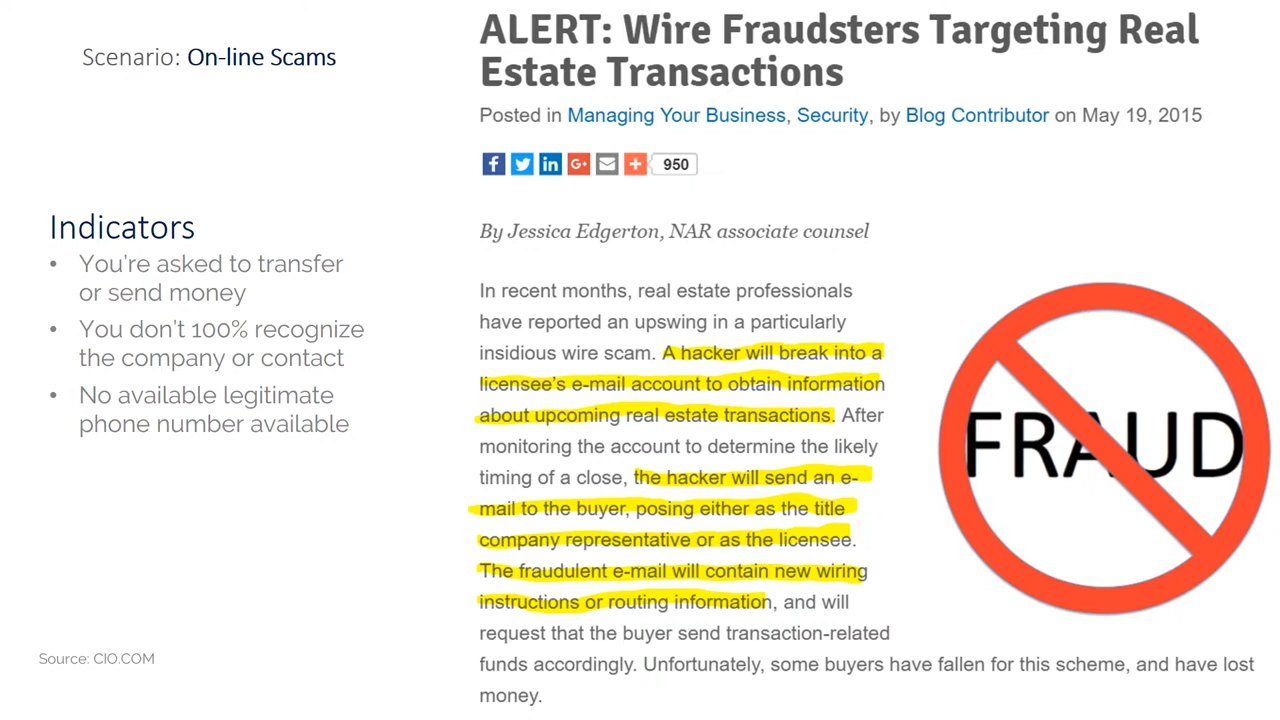 Scenario: On-line Scams
Indicators
• You’re asked to transfer
or send money
• You don’t 100% recognize
the company or contact
• No available legitimate
phone number available
Source: CIO.COM
ALERT: Wire Fraudsters Targeting Real
Estate Transactions
Posted in Managing Your Business, Security, by Blog Contributor on May 19, 2015
950
By Jessica Edgerton, NAR associate counsel
In recent months, real estate professionals
have reported an upswing in a particularly
insidious wire scam. A hacker will break into a
licensee’s e-mail account to obtain information
about upcoming real estate transactions. After
monitoring the account to determine the likely
timing of a close, the hacker will send an e-
mail to the buyer, posing either as the title
company representative or as the licensee.
The fraudulent e-mail will contain new wiring
instructions or routing information, and will
request that the buyer send transaction-related
funds accordingly. Unfortunately, some buyers have fallen for this scheme, and have lost
money.
FRAUD